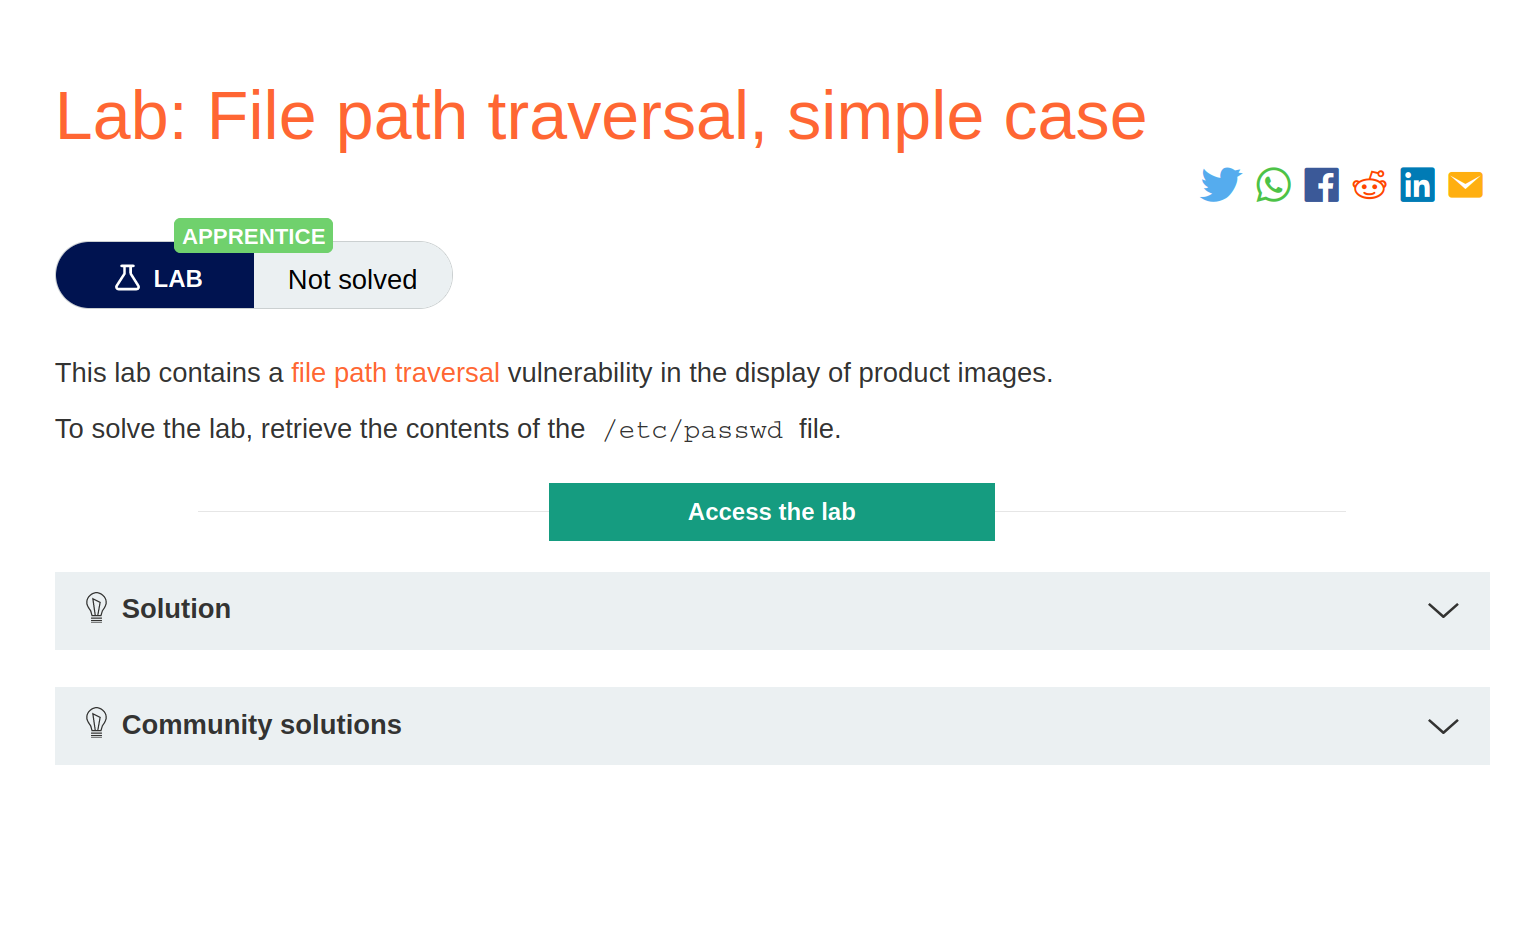 Lab: File path traversal, simple case
APPRENTICE
LAB Not solved
This lab contains a file path traversal vulnerability in the display of product images.
To solve the lab, retrieve the contents of the /etc/passwd file.
Access the lab
Solution
Community solutions